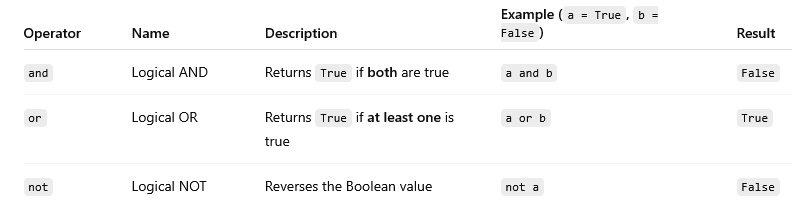 Operator Name Description Example ( a = True , b = False ) Result
and Logical AND Returns True if both are true a and b False
or Logical OR Returns True if at least one is true a or b True
not Logical NOT Reverses the Boolean value not a False